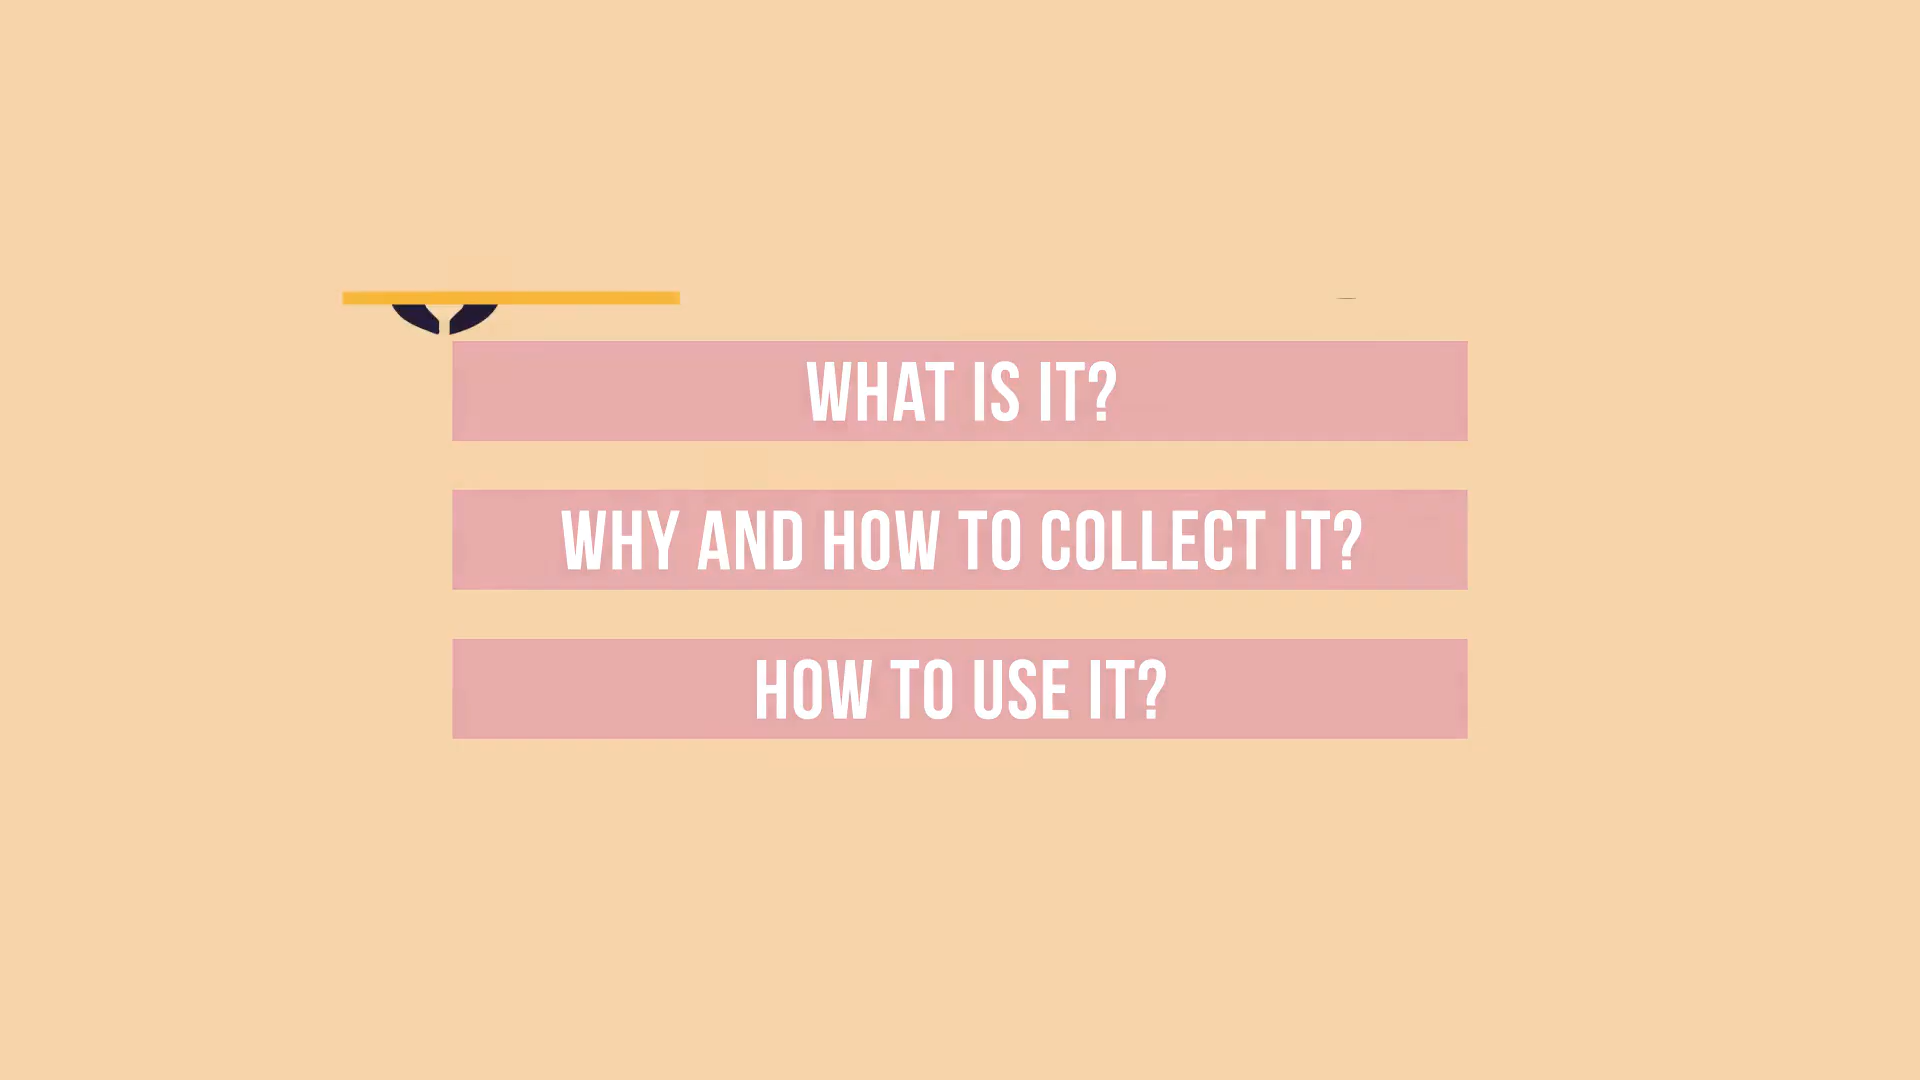 WHAT IS IT?
WHY AND HOW TO COLLECT IT?
HOW TO USE IT?